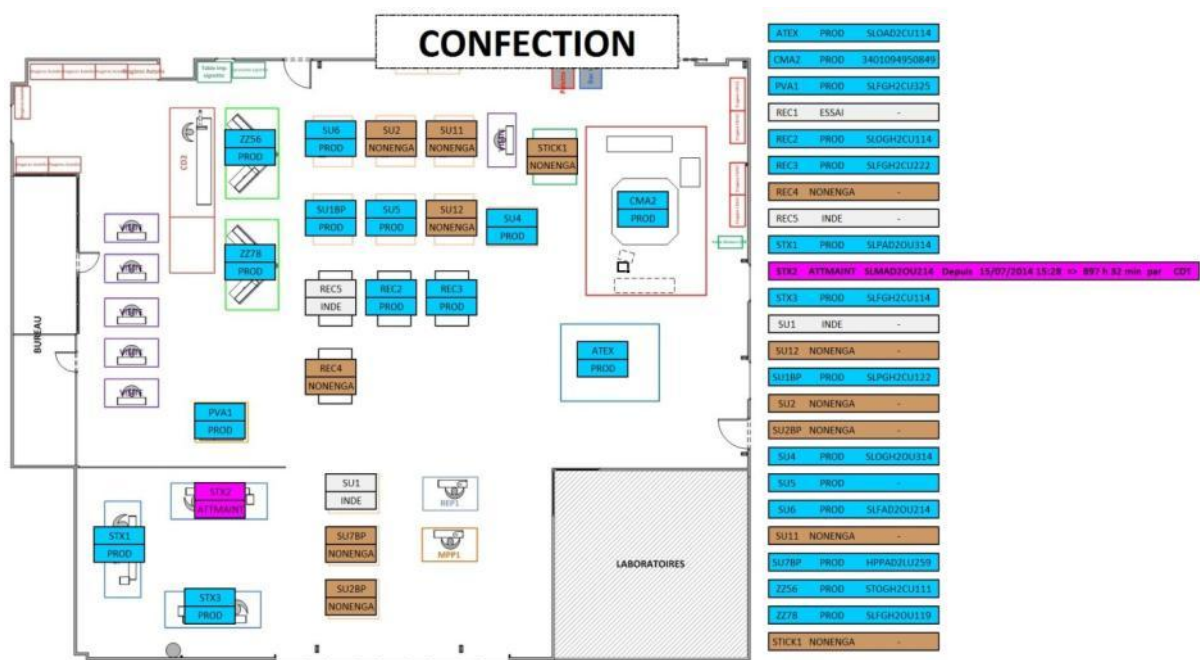 CONFECTION
ZZ56
PROD
SU6
PROD
SU2
NONENGA
SU11
NONENGA
STICK1
NONENGA
CO2
SU1BP
PROD
SU5
PROD
SU12
NONENGA
SU4
PROD
CMA2
PROD
ZZ78
PROD
REC5
INDE
REC2
PROD
REC3
PROD
BUREAU
ATEX
PROD
REC4
NONENGA
PVA1
PROD
STX2
ATTMAINT
SU1
INDE
REP1
STX1
PROD
SU7BP
NONENGA
MPP1
LABORATOIRES
STX3
PROD
SU2BP
NONENGA
ATEX PROD SLOAD2CU114
CMA2 PROD 3401094950849
PVA1 PROD SLFGH2CU325
REC1 ESSAI -
REC2 PROD SLOGH2CU114
REC3 PROD SLFGH2CU222
REC4 NONENGA -
REC5 INDE -
STX1 PROD SLPAD2OU314
STX2 ATTMAINT SLMAD2OU214 Depuis 15/07/2014 15:28 => 897 h 32 min par CDT
STX3 PROD SLFGH2CU114
SU1 INDE -
SU12 NONENGA -
SU1BP PROD SLPGH2CU122
SU2 NONENGA -
SU2BP NONENGA -
SU4 PROD SLOGH2OU314
SU5 PROD -
SU6 PROD SLFAD2OU214
SU11 NONENGA -
SU7BP PROD HPPAD2LU259
ZZ56 PROD STOGH2CU111
ZZ78 PROD SLFGH2OU119
STICK1 NONENGA -